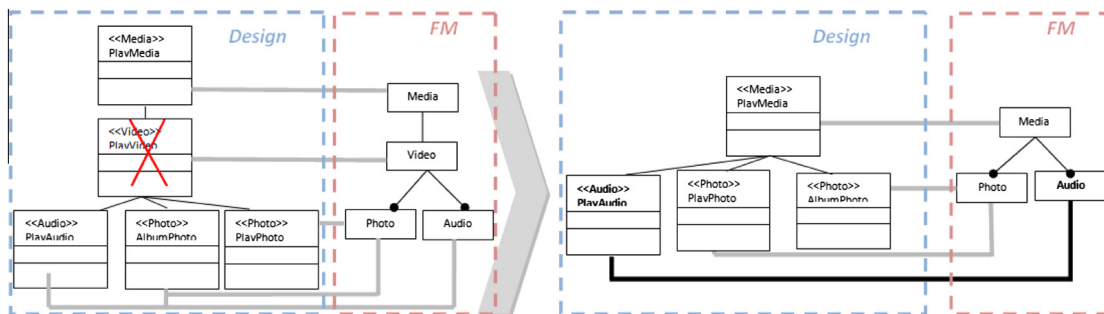 Design
FM
<<Media>>
PlayMedia
Media
<<Video>>
PlayVideo
Video
<<Audio>>
PlayAudio
<<Photo>>
AlbumPhoto
<<Photo>>
PlayPhoto
Photo
Audio
Design
FM
<<Media>>
PlayMedia
Media
<<Audio>>
PlayAudio
<<Photo>>
PlayPhoto
<<Photo>>
AlbumPhoto
Photo
Audio